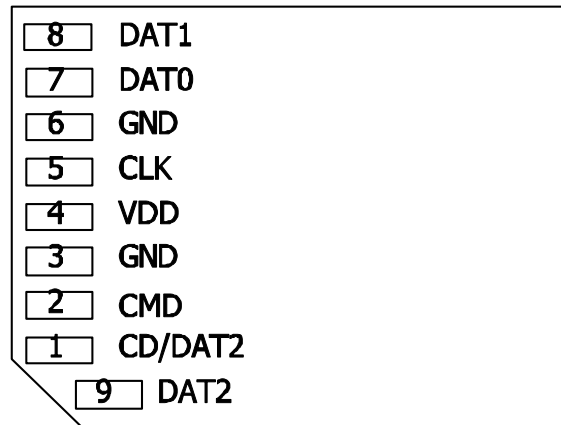 8 DAT1
7 DAT0
6 GND
5 CLK
4 VDD
3 GND
2 CMD
1 CD/DAT2
9 DAT2